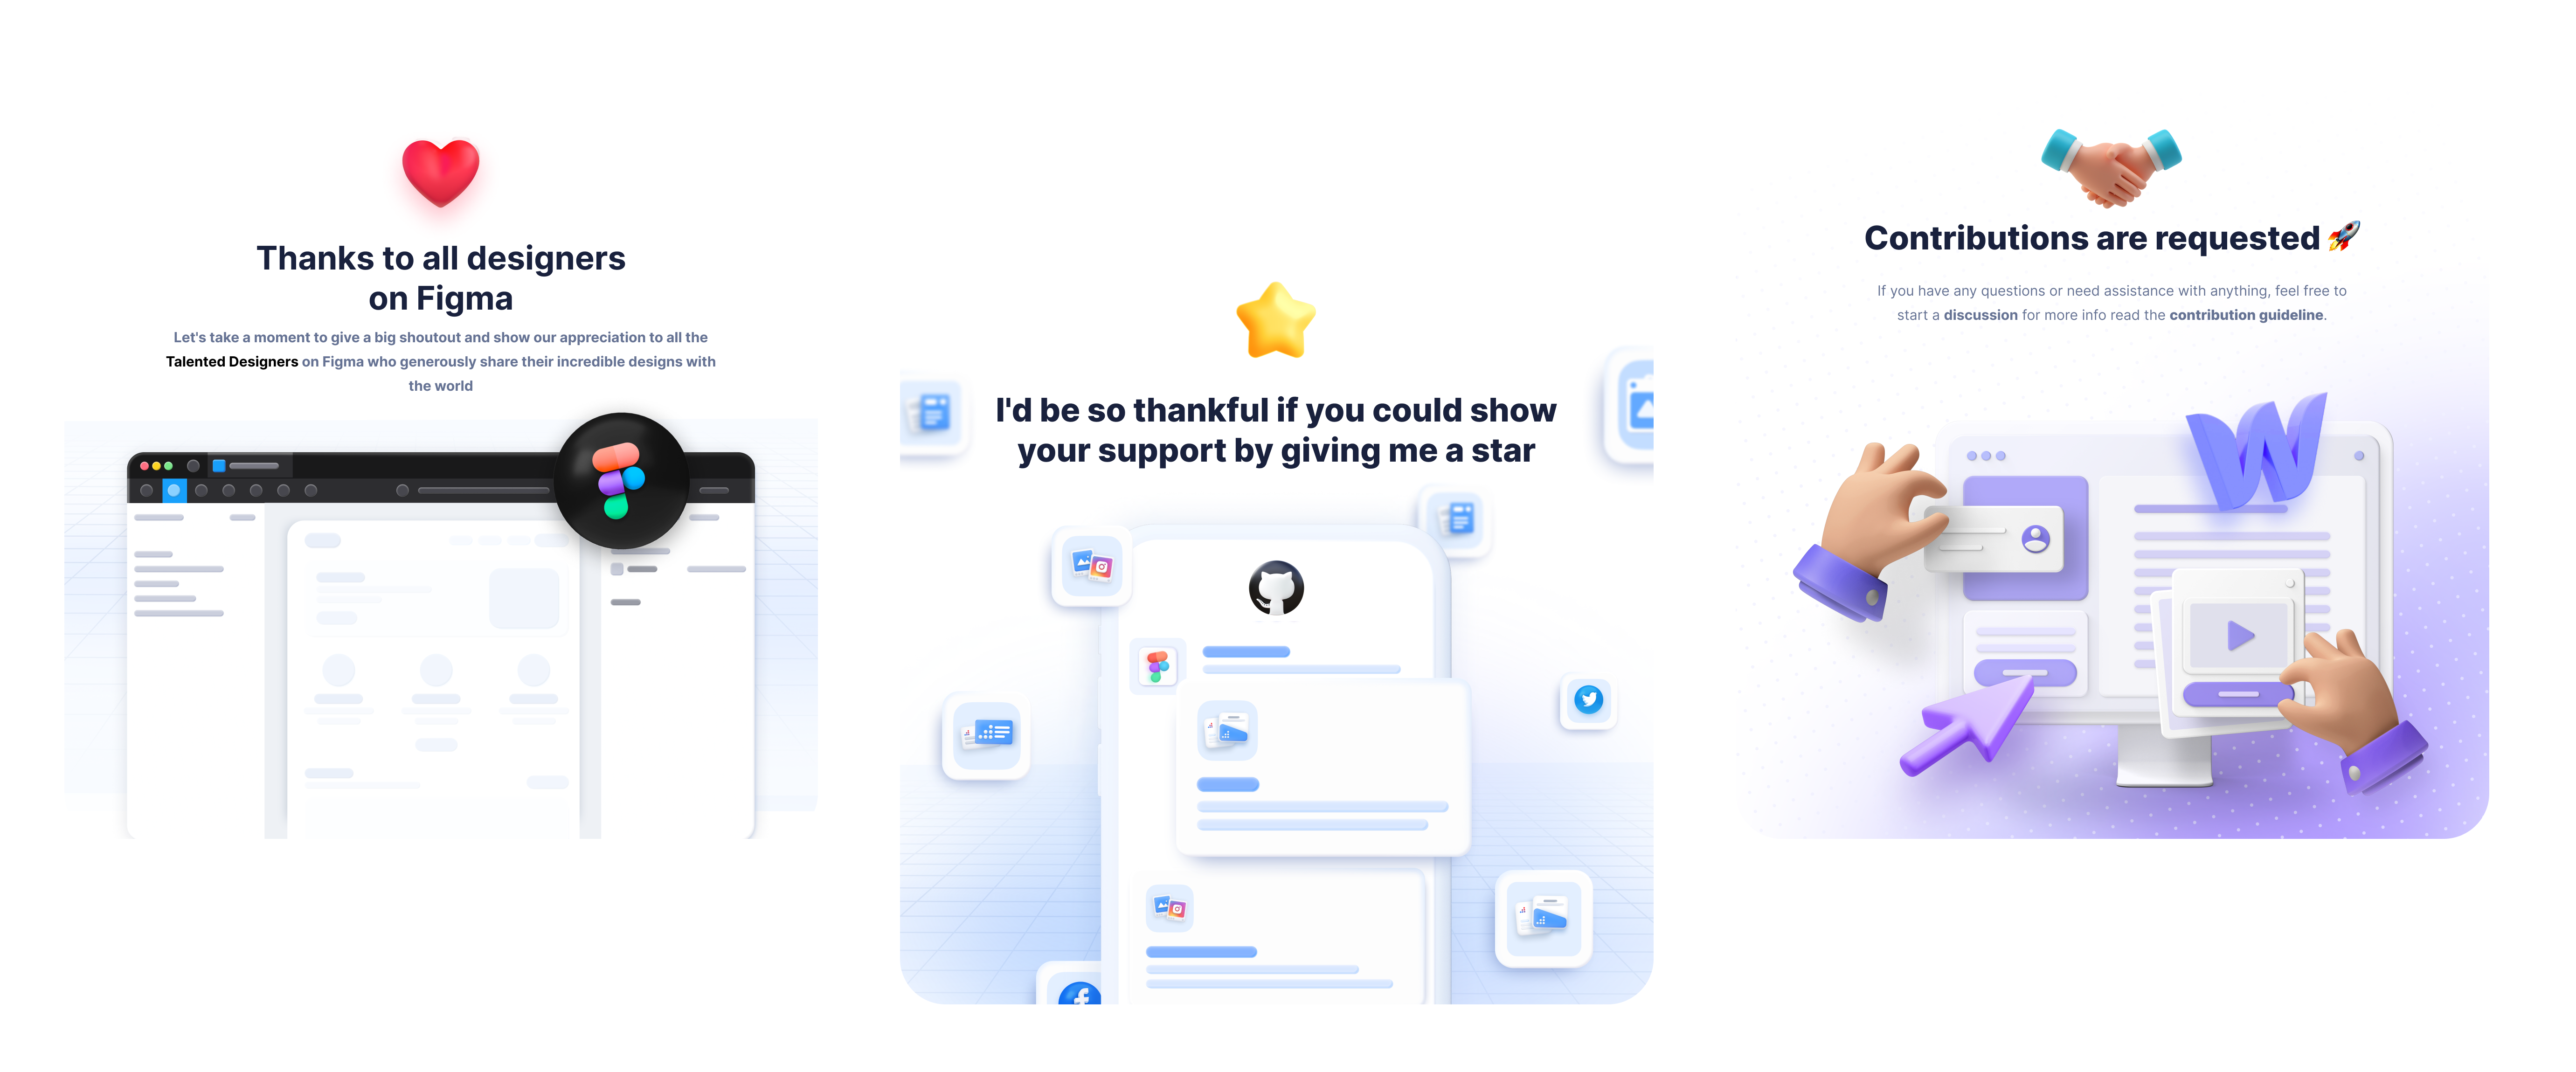 Thanks to all designers
on Figma
Let's take a moment to give a big shoutout and show our appreciation to all the
Talented Designers on Figma who generously share their incredible designs with
the world
I'd be so thankful if you could show
your support by giving me a star
Contributions are requested 🚀
If you have any questions or need assistance with anything, feel free to
start a discussion for more info read the contribution guideline.